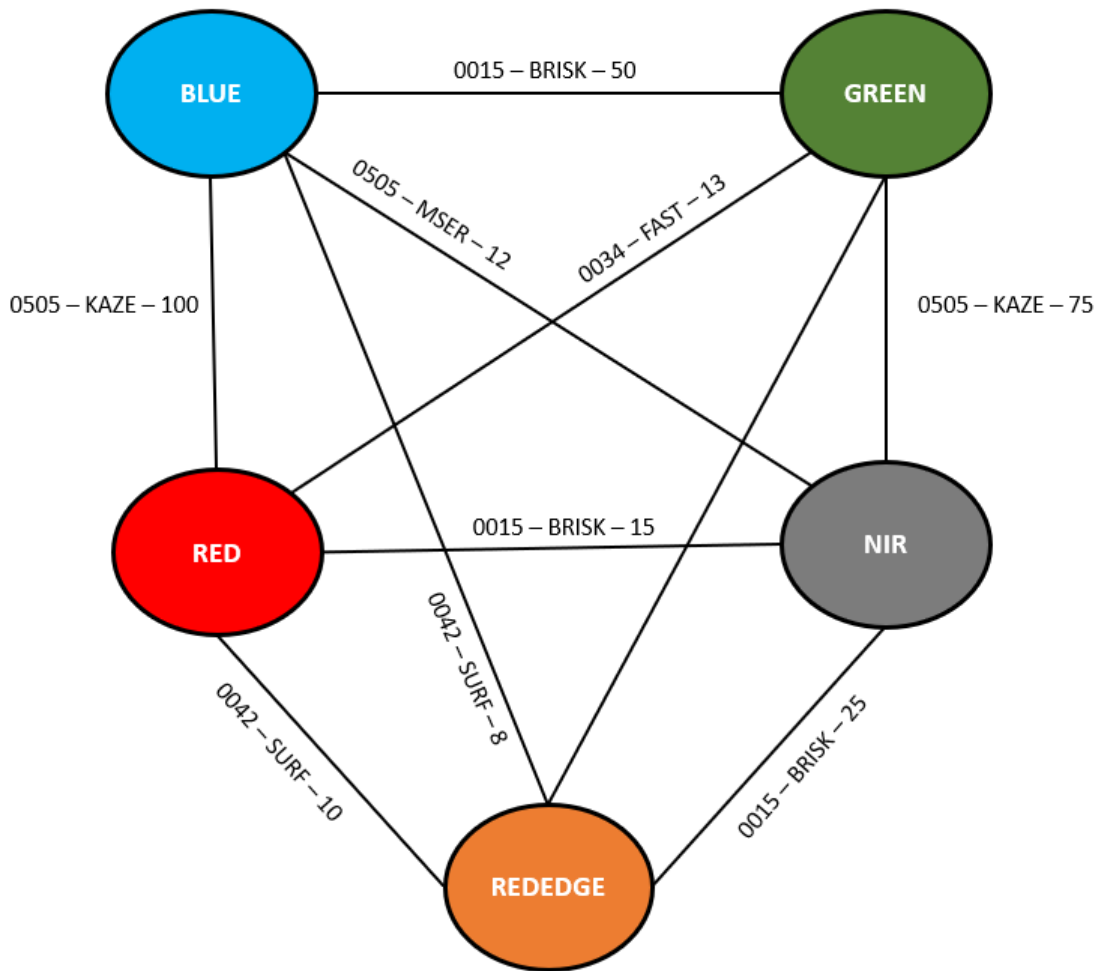 0015 – BRISK – 50
BLUE
GREEN
0505 – MSER – 12
0034 – FAST – 13
0505 – KAZE – 100
0505 – KAZE – 75
0015 – BRISK – 15
RED
NIR
0042 – SURF – 8
0042 – SURF – 10
0015 – BRISK – 25
REDEDGE